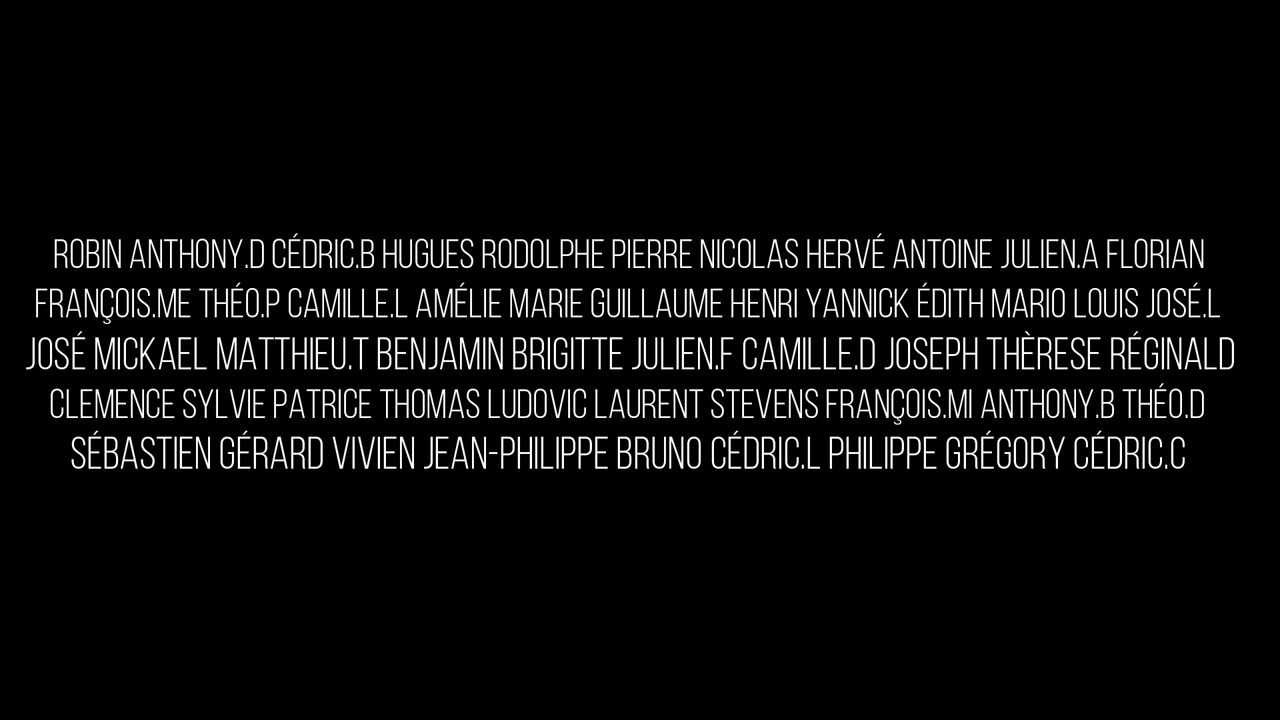 ROBIN ANTHONY.D CÉDRIC.B HUGUES RODOLPHE PIERRE NICOLAS HERVÉ ANTOINE JULIEN.A FLORIAN
FRANÇOIS.ME THÉO.P CAMILLE.L AMÉLIE MARIE GUILLAUME HENRI YANNICK ÉDITH MARIO LOUIS JOSÉ.L
JOSÉ MICKAEL MATTHIEU.T BENJAMIN BRIGITTE JULIEN.F CAMILLE.D JOSEPH THÈRESE RÉGINALD
CLEMENCE SYLVIE PATRICE THOMAS LUDOVIC LAURENT STEVENS FRANÇOIS.MI ANTHONY.B THÉO.D
SÉBASTIEN GÉRARD VIVIEN JEAN-PHILIPPE BRUNO CÉDRIC.L PHILIPPE GRÉGORY CÉDRIC.C